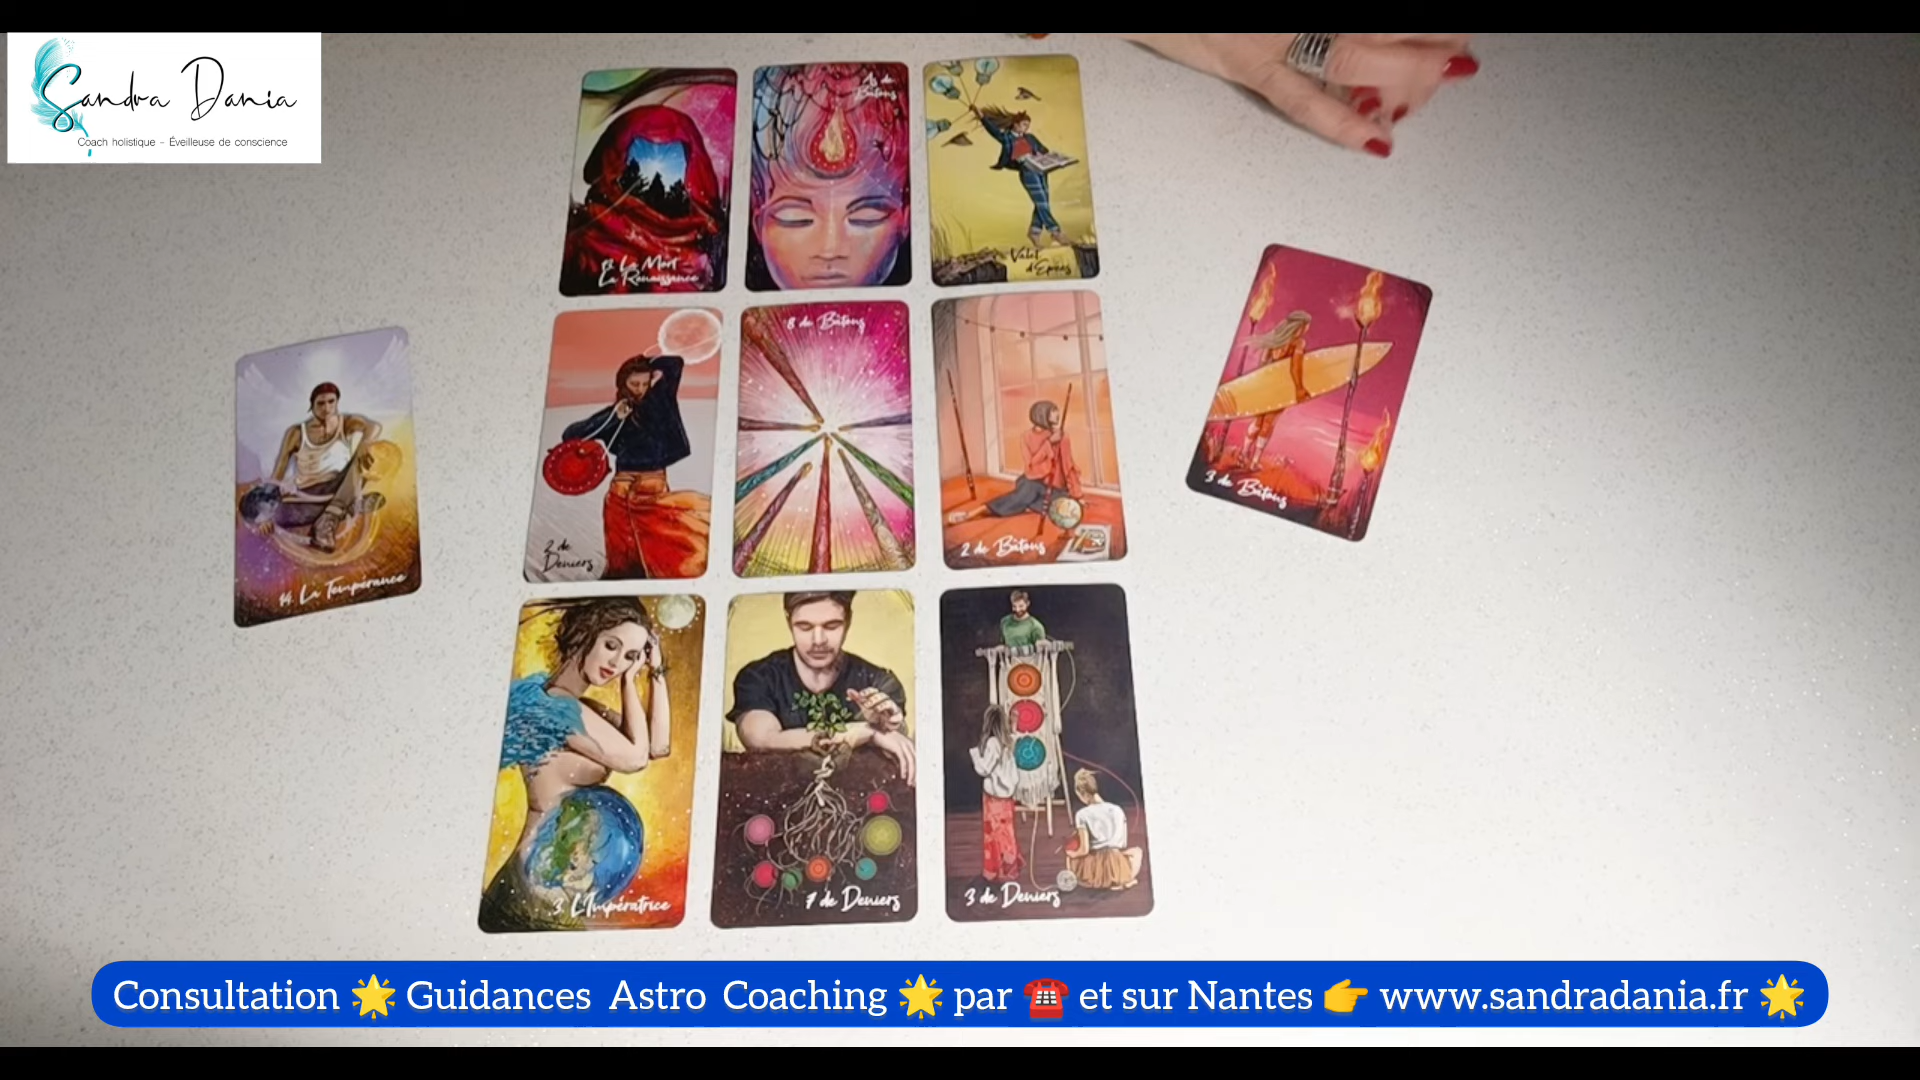 Sandra Dania
Coach holistique - Éveilleuse de conscience
13. La Mort -
La Renaissance
As de
Bâtons
Valet
d'Epées
14. La Tempérance
2 de
Deniers
8 de Bâtons
2 de Bâtons
3 de Bâtons
3. L'Impératrice
7 de Deniers
3 de Deniers
Consultation 🌟 Guidances Astro Coaching 🌟 par ☎️ et sur Nantes 👉 www.sandradania.fr 🌟